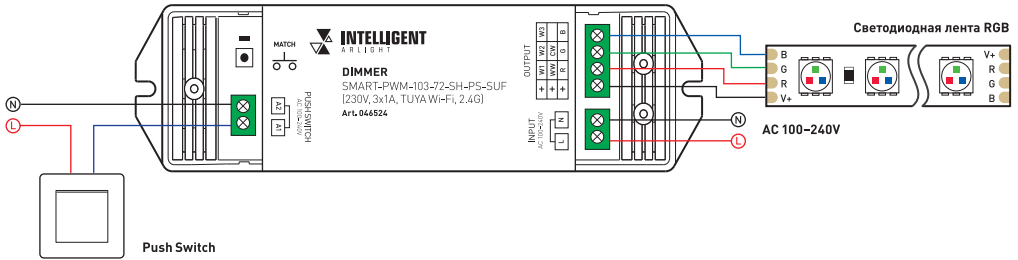 N
L
Push Switch
MATCH
A2
A1
PUSH SWITCH
AC 100–240V
INTELLIGENT
ARLIGHT
DIMMER
SMART-PWM-103-72-SH-PS-SUF
(230V, 3x1A, TUYA Wi-Fi, 2.4G)
Art. 046524
OUTPUT
W3 B
W2 CW G
W1 WW R
+ + +
INPUT
AC 100–240V
N
L
N
L
AC 100–240V
Светодиодная лента RGB
B
G
R
V+
V+
R
G
B